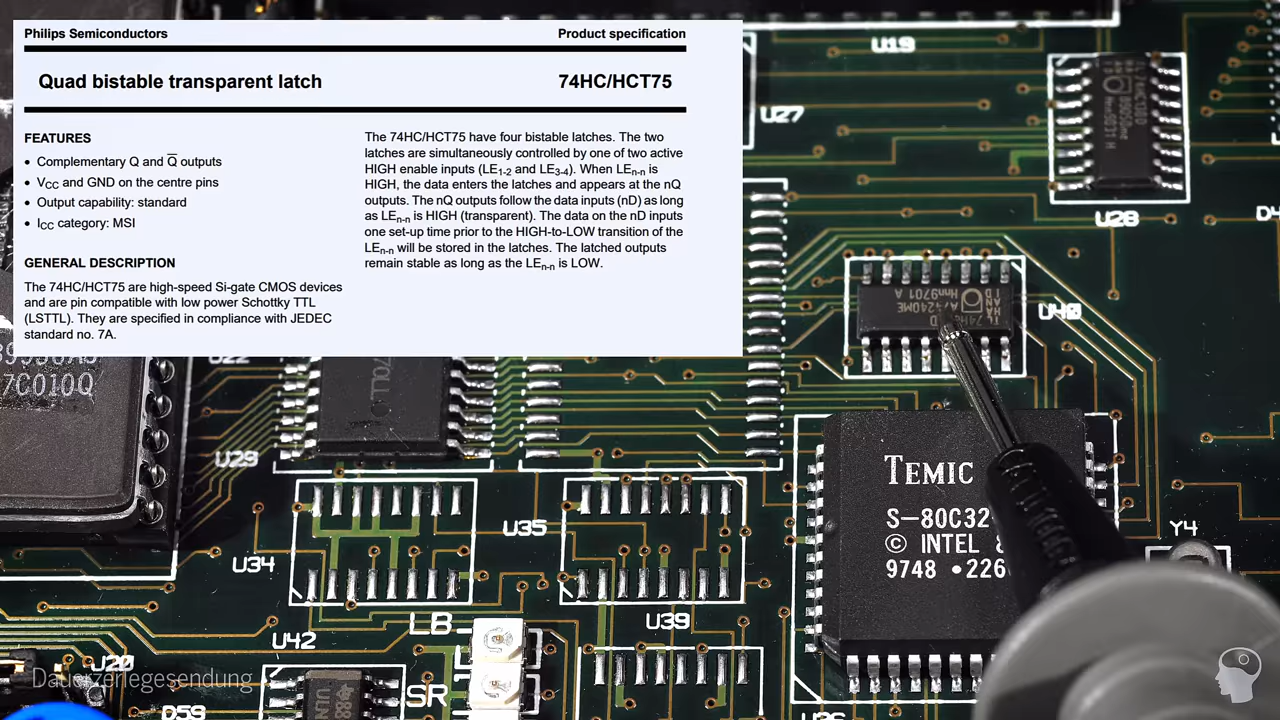 Philips Semiconductors
Product specification
Quad bistable transparent latch
74HC/HCT75
FEATURES
• Complementary Q and Q̅ outputs
• VCC and GND on the centre pins
• Output capability: standard
• ICC category: MSI
GENERAL DESCRIPTION
The 74HC/HCT75 are high-speed Si-gate CMOS devices
and are pin compatible with low power Schottky TTL
(LSTTL). They are specified in compliance with JEDEC
standard no. 7A.
The 74HC/HCT75 have four bistable latches. The two
latches are simultaneously controlled by one of two active
HIGH enable inputs (LE1-2 and LE3-4). When LEn-n is
HIGH, the data enters the latches and appears at the nQ
outputs. The nQ outputs follow the data inputs (nD) as long
as LEn-n is HIGH (transparent). The data on the nD inputs
one set-up time prior to the HIGH-to-LOW transition of the
LEn-n will be stored in the latches. The latched outputs
remain stable as long as the LEn-n is LOW.
U19
U27
U28
U40
U29
U34
U35
U39
U42
LB
SR
U20
D59
Y4
7C010Q
TEMIC
S-80C32
© INTEL
9748 •226
Dauerzerlegesendung